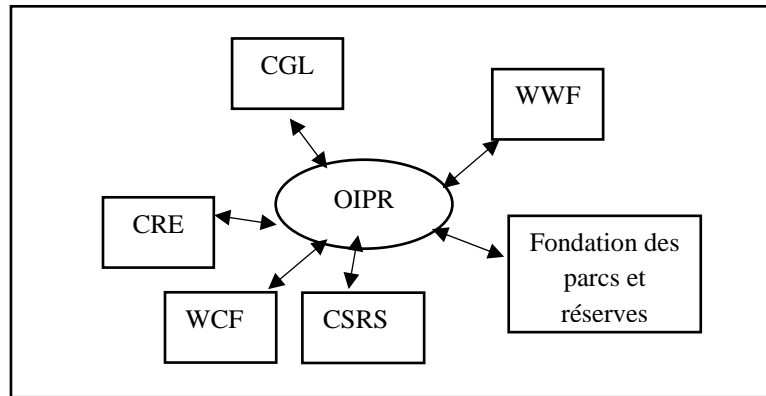 CGL
WWF
OIPR
CRE
Fondation des
parcs et
réserves
WCF
CSRS